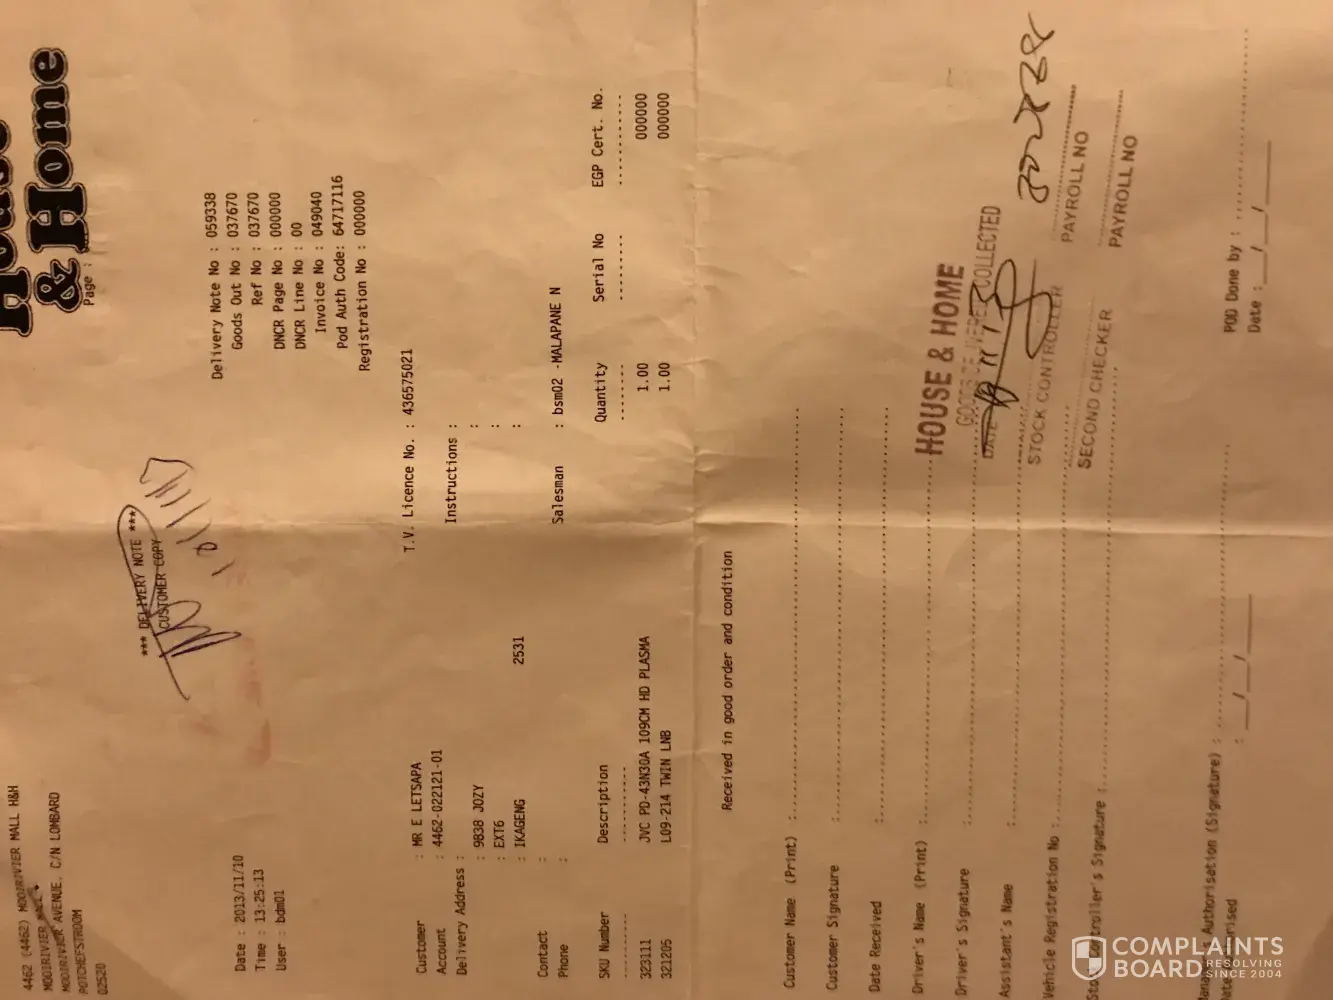 & Home
Page :
4462 (4462) MOOIRIVIER MALL H&H
MOOIRIVIER MALL
MOOIRIVIER AVENUE, C/N LOMBARD
POTCHEFSTROOM
02520
*** DELIVERY NOTE ***
CUSTOMER COPY
Delivery Note No : 059338
Goods Out No : 037670
Ref No : 037670
DNCR Page No : 000000
DNCR Line No : 00
Invoice No : 049040
Pod Auth Code: 64717116
Registration No : 000000
Date : 2013/11/10
Time : 13:25:13
User : bdm01
Customer : MR E LETSAPA T.V. Licence No. : 436575021
Account : 4462-022121-01
Delivery Address : Instructions :
: 9838 JOZY :
: EXT6 :
: IKAGENG 2531 :
Contact :
Phone : Salesman : bsm02 -MALAPANE N
SKU Number Description Quantity Serial No EGP Cert. No.
323111 JVC PD-43N30A 109CM HD PLASMA 1.00 000000
321205 L09-214 TWIN LNB 1.00 000000
Received in good order and condition
Customer Name (Print) :
Customer Signature :
Date Received :
Driver's Name (Print) :
Driver's Signature :
Assistant's Name :
Vehicle Registration No :
Signature :
Authorisation (Signature) :
HOUSE & HOME
COLLECTED
DATE
STOCK CONTROLLER PAYROLL NO
SECOND CHECKER PAYROLL NO
POD Done by :
Date : __/__/__
COMPLAINTS
BOARD RESOLVING
SINCE 2004